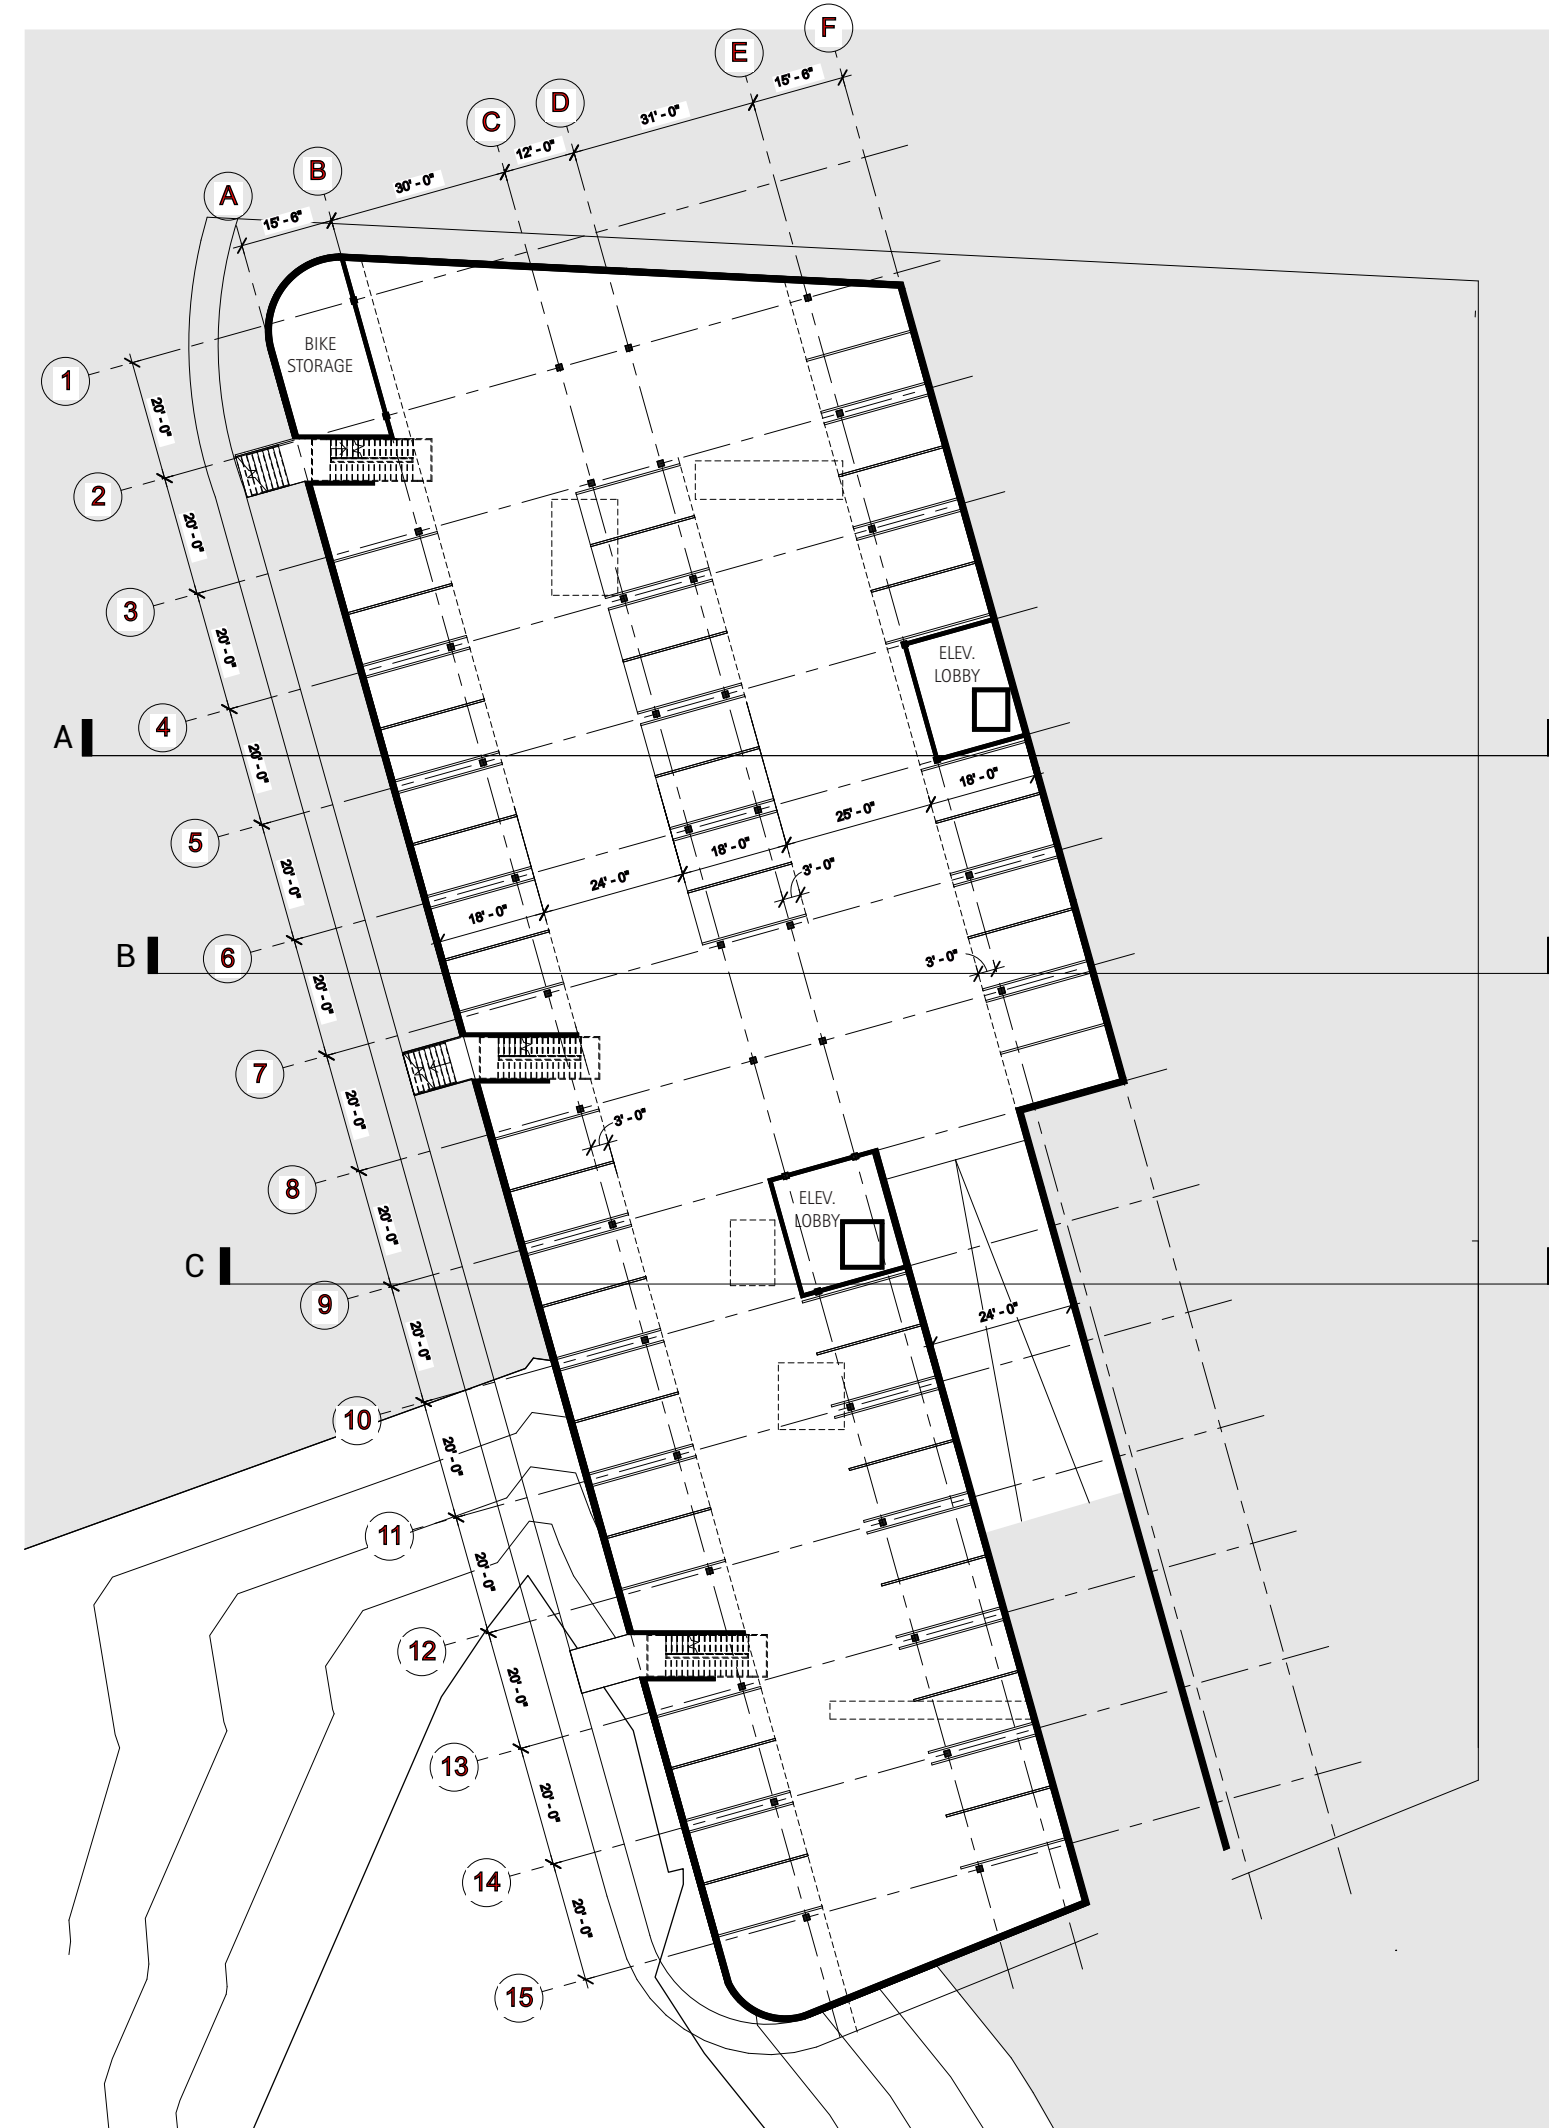 F
E
15' - 6"
D
31' - 0"
C
12' - 0"
B
30' - 0"
A
15' - 6"
BIKE
STORAGE
1
20' - 0"
2
20' - 0"
3
20' - 0"
ELEV.
LOBBY
4
A
20' - 0"
18' - 0"
25' - 0"
5
18' - 0"
3' - 0"
20' - 0"
24' - 0"
18' - 0"
B
6
3' - 0"
20' - 0"
7
20' - 0"
3' - 0"
8
ELEV.
LOBBY
20' - 0"
C
9
24' - 0"
20' - 0"
10
20' - 0"
11
20' - 0"
12
20' - 0"
13
20' - 0"
14
20' - 0"
15